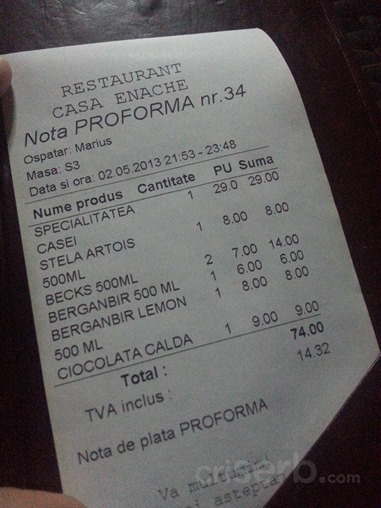 RESTAURANT
CASA ENACHE
Nota PROFORMA nr.34
Ospatar: Marius
Masa: S3
Data si ora: 02.05.2013 21:53 - 23:48
Nume produs Cantitate PU Suma
SPECIALITATEA 1 29.0 29.00
CASEI
STELA ARTOIS 1 8.00 8.00
500ML
BECKS 500ML 2 7.00 14.00
BERGANBIR 500 ML 1 6.00 6.00
BERGANBIR LEMON 1 8.00 8.00
500 ML
CIOCOLATA CALDA 1 9.00 9.00
Total : 74.00
TVA inclus : 14.32
Nota de plata PROFORMA
Va multumim
criserb.com